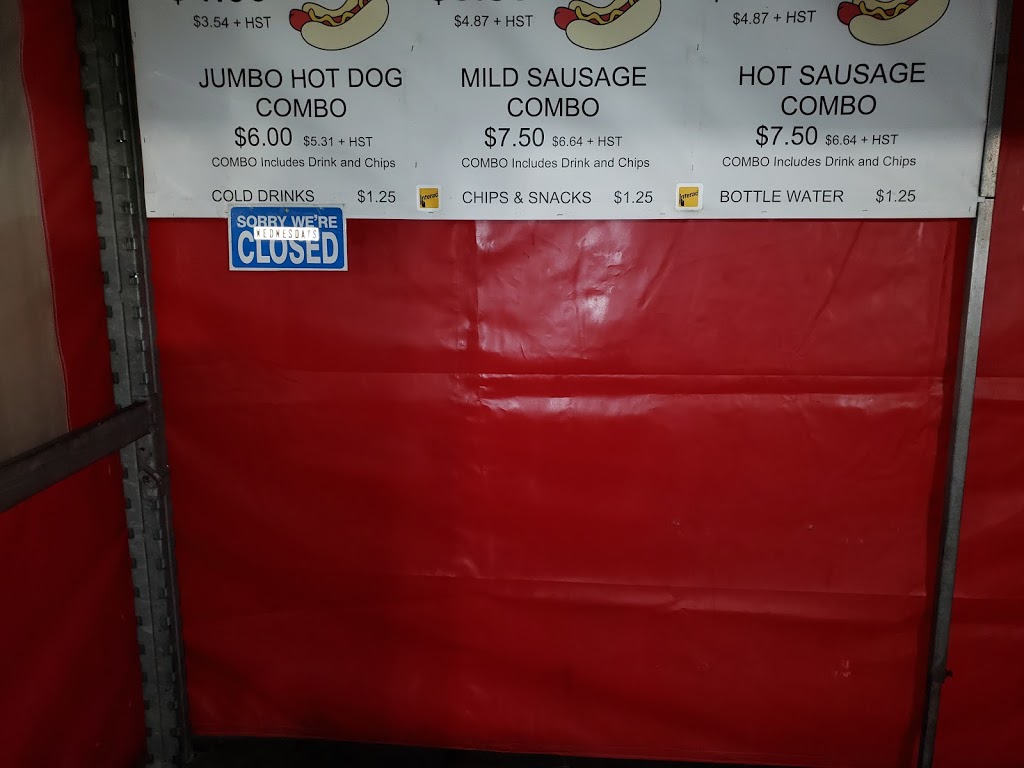 $3.54 + HST
$4.87 + HST
$4.87 + HST
JUMBO HOT DOG
COMBO
$6.00 $5.31 + HST
COMBO Includes Drink and Chips
MILD SAUSAGE
COMBO
$7.50 $6.64 + HST
COMBO Includes Drink and Chips
HOT SAUSAGE
COMBO
$7.50 $6.64 + HST
COMBO Includes Drink and Chips
COLD DRINKS $1.25
Interac
CHIPS & SNACKS $1.25
Interac
BOTTLE WATER $1.25
SORRY WE'RE
WEDNESDAYS
CLOSED